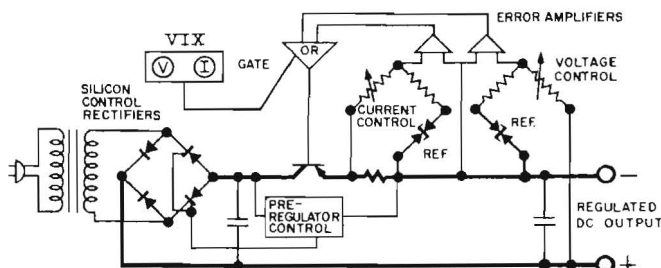 VIX
V I
GATE
OR
ERROR AMPLIFIERS
VOLTAGE
CONTROL
SILICON
CONTROL
RECTIFIERS
CURRENT
CONTROL
REF.
REF.
PRE-
REGULATOR
CONTROL
−
REGULATED
DC OUTPUT
+